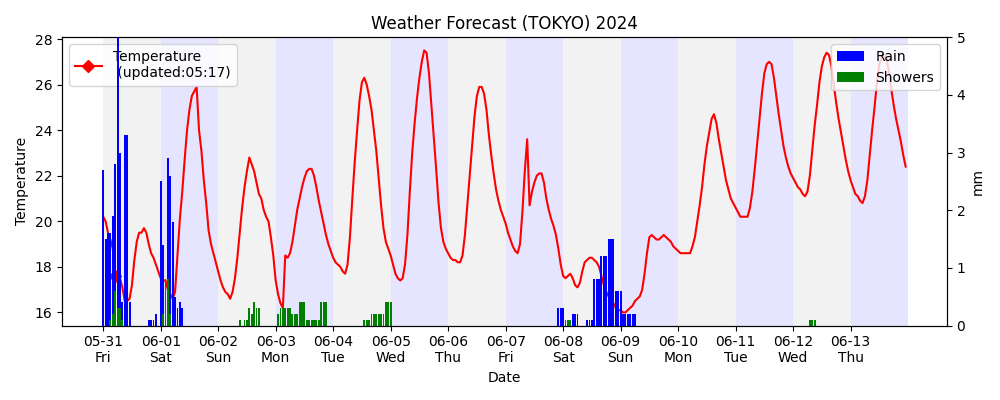 Weather Forecast (TOKYO) 2024
Temperature
(updated:05:17)
Rain
Showers
Temperature
28
26
24
22
20
18
16
5
4
3
2
1
0
mm
05-31 06-01 06-02 06-03 06-04 06-05 06-06 06-07 06-08 06-09 06-10 06-11 06-12 06-13
Fri Sat Sun Mon Tue Wed Thu Fri Sat Sun Mon Tue Wed Thu
Date